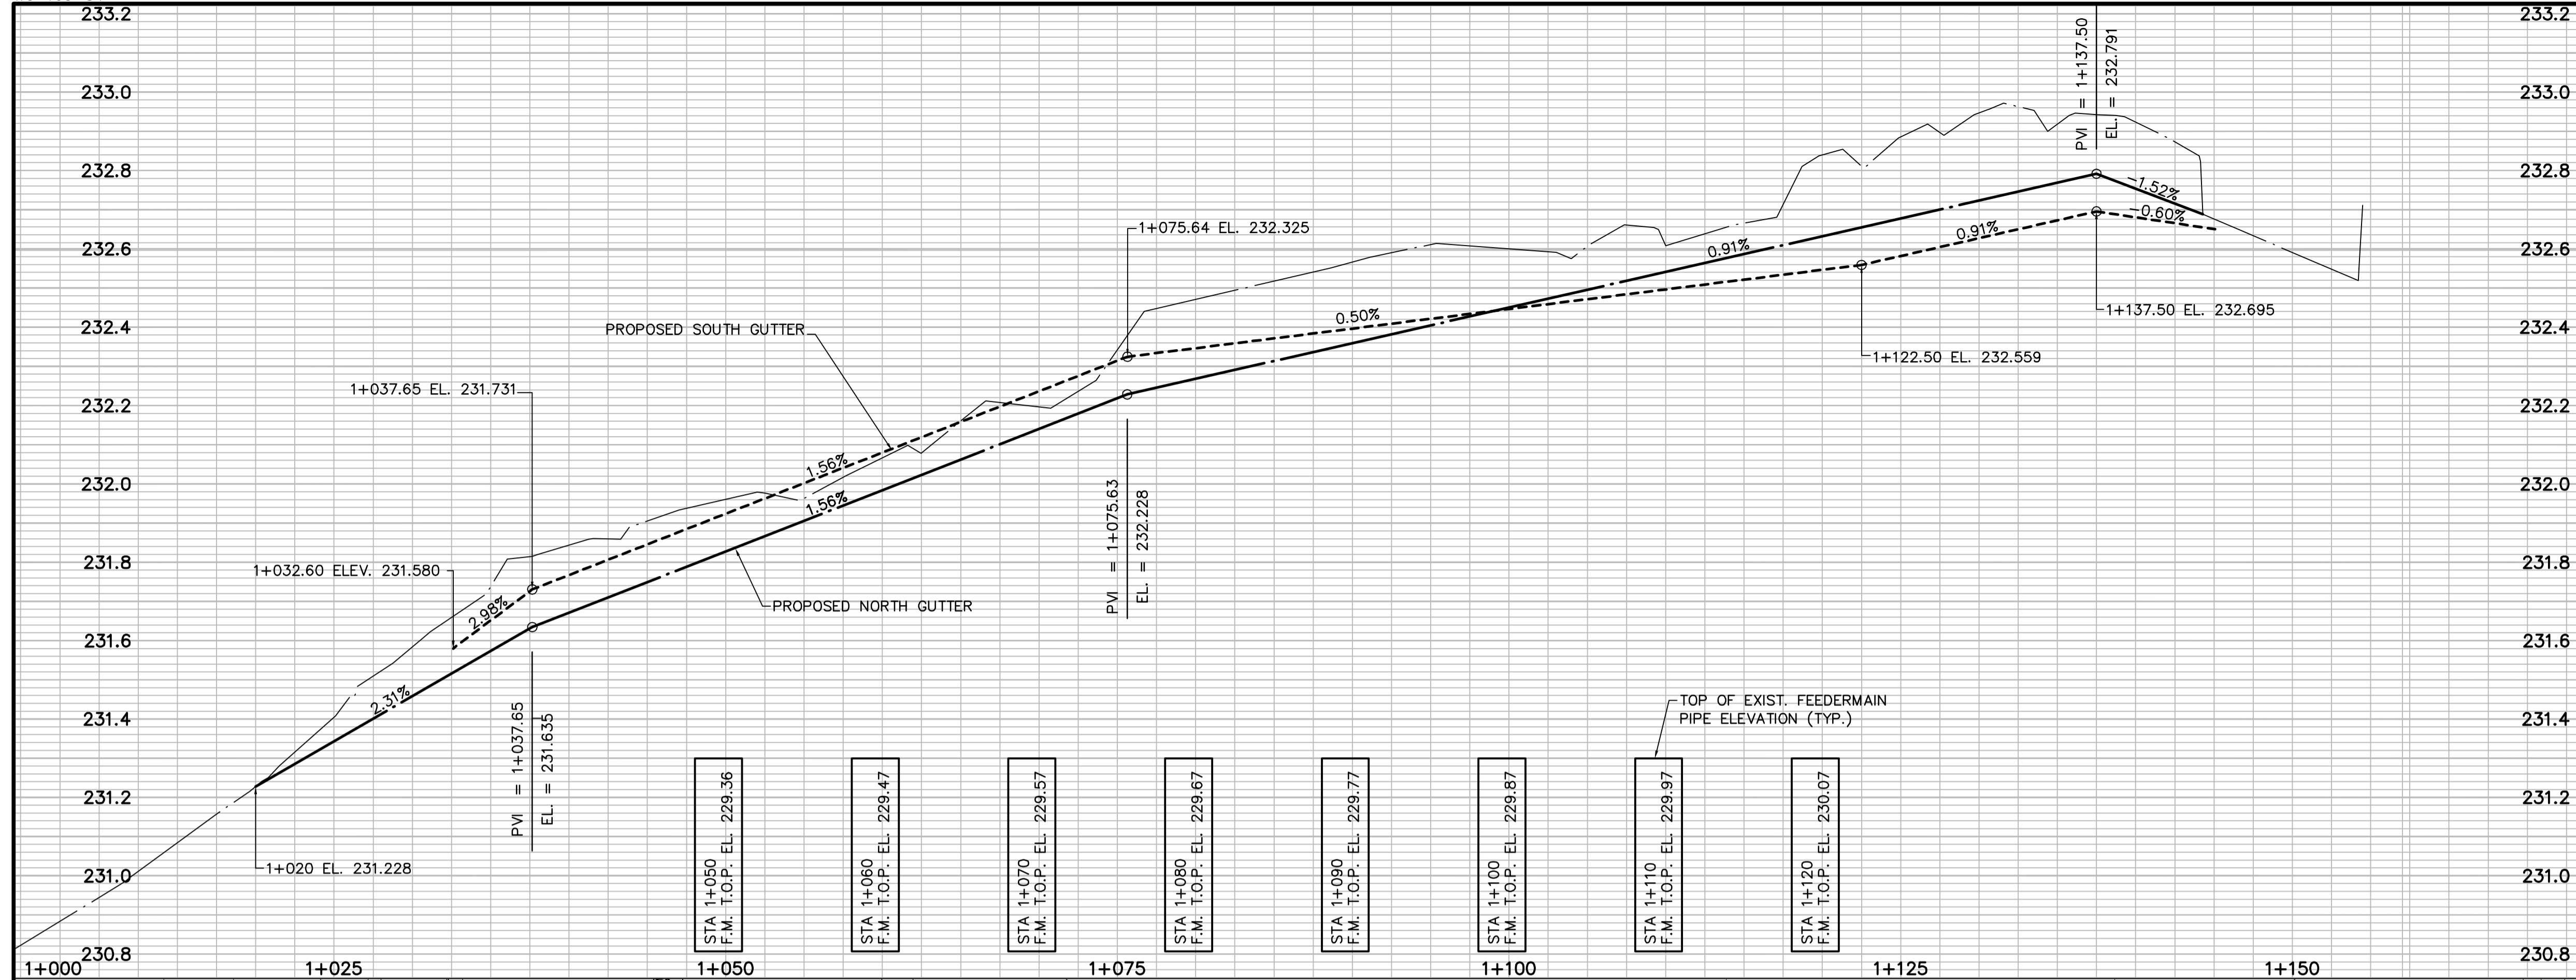 233.2
233.2
PVI = 1+137.50
EL. = 232.791
233.0
233.0
232.8
232.8
-1.52%
-0.60%
1+075.64 EL. 232.325
0.91%
0.91%
232.6
232.6
0.50%
1+137.50 EL. 232.695
PROPOSED SOUTH GUTTER
232.4
232.4
1+122.50 EL. 232.559
1+037.65 EL. 231.731
232.2
232.2
1.56%
1.56%
232.0
232.0
PVI = 1+075.63
EL. = 232.228
231.8
231.8
1+032.60 ELEV. 231.580
2.98%
PROPOSED NORTH GUTTER
231.6
231.6
2.31%
PVI = 1+037.65
EL. = 231.635
TOP OF EXIST. FEEDERMAIN
PIPE ELEVATION (TYP.)
231.4
231.4
231.2
231.2
1+020 EL. 231.228
231.0
231.0
STA 1+050
F.M. T.O.P. EL. 229.36
STA 1+060
F.M. T.O.P. EL. 229.47
STA 1+070
F.M. T.O.P. EL. 229.57
STA 1+080
F.M. T.O.P. EL. 229.67
STA 1+090
F.M. T.O.P. EL. 229.77
STA 1+100
F.M. T.O.P. EL. 229.87
STA 1+110
F.M. T.O.P. EL. 229.97
STA 1+120
F.M. T.O.P. EL. 230.07
230.8
230.8
1+000
1+025
1+050
1+075
1+100
1+125
1+150